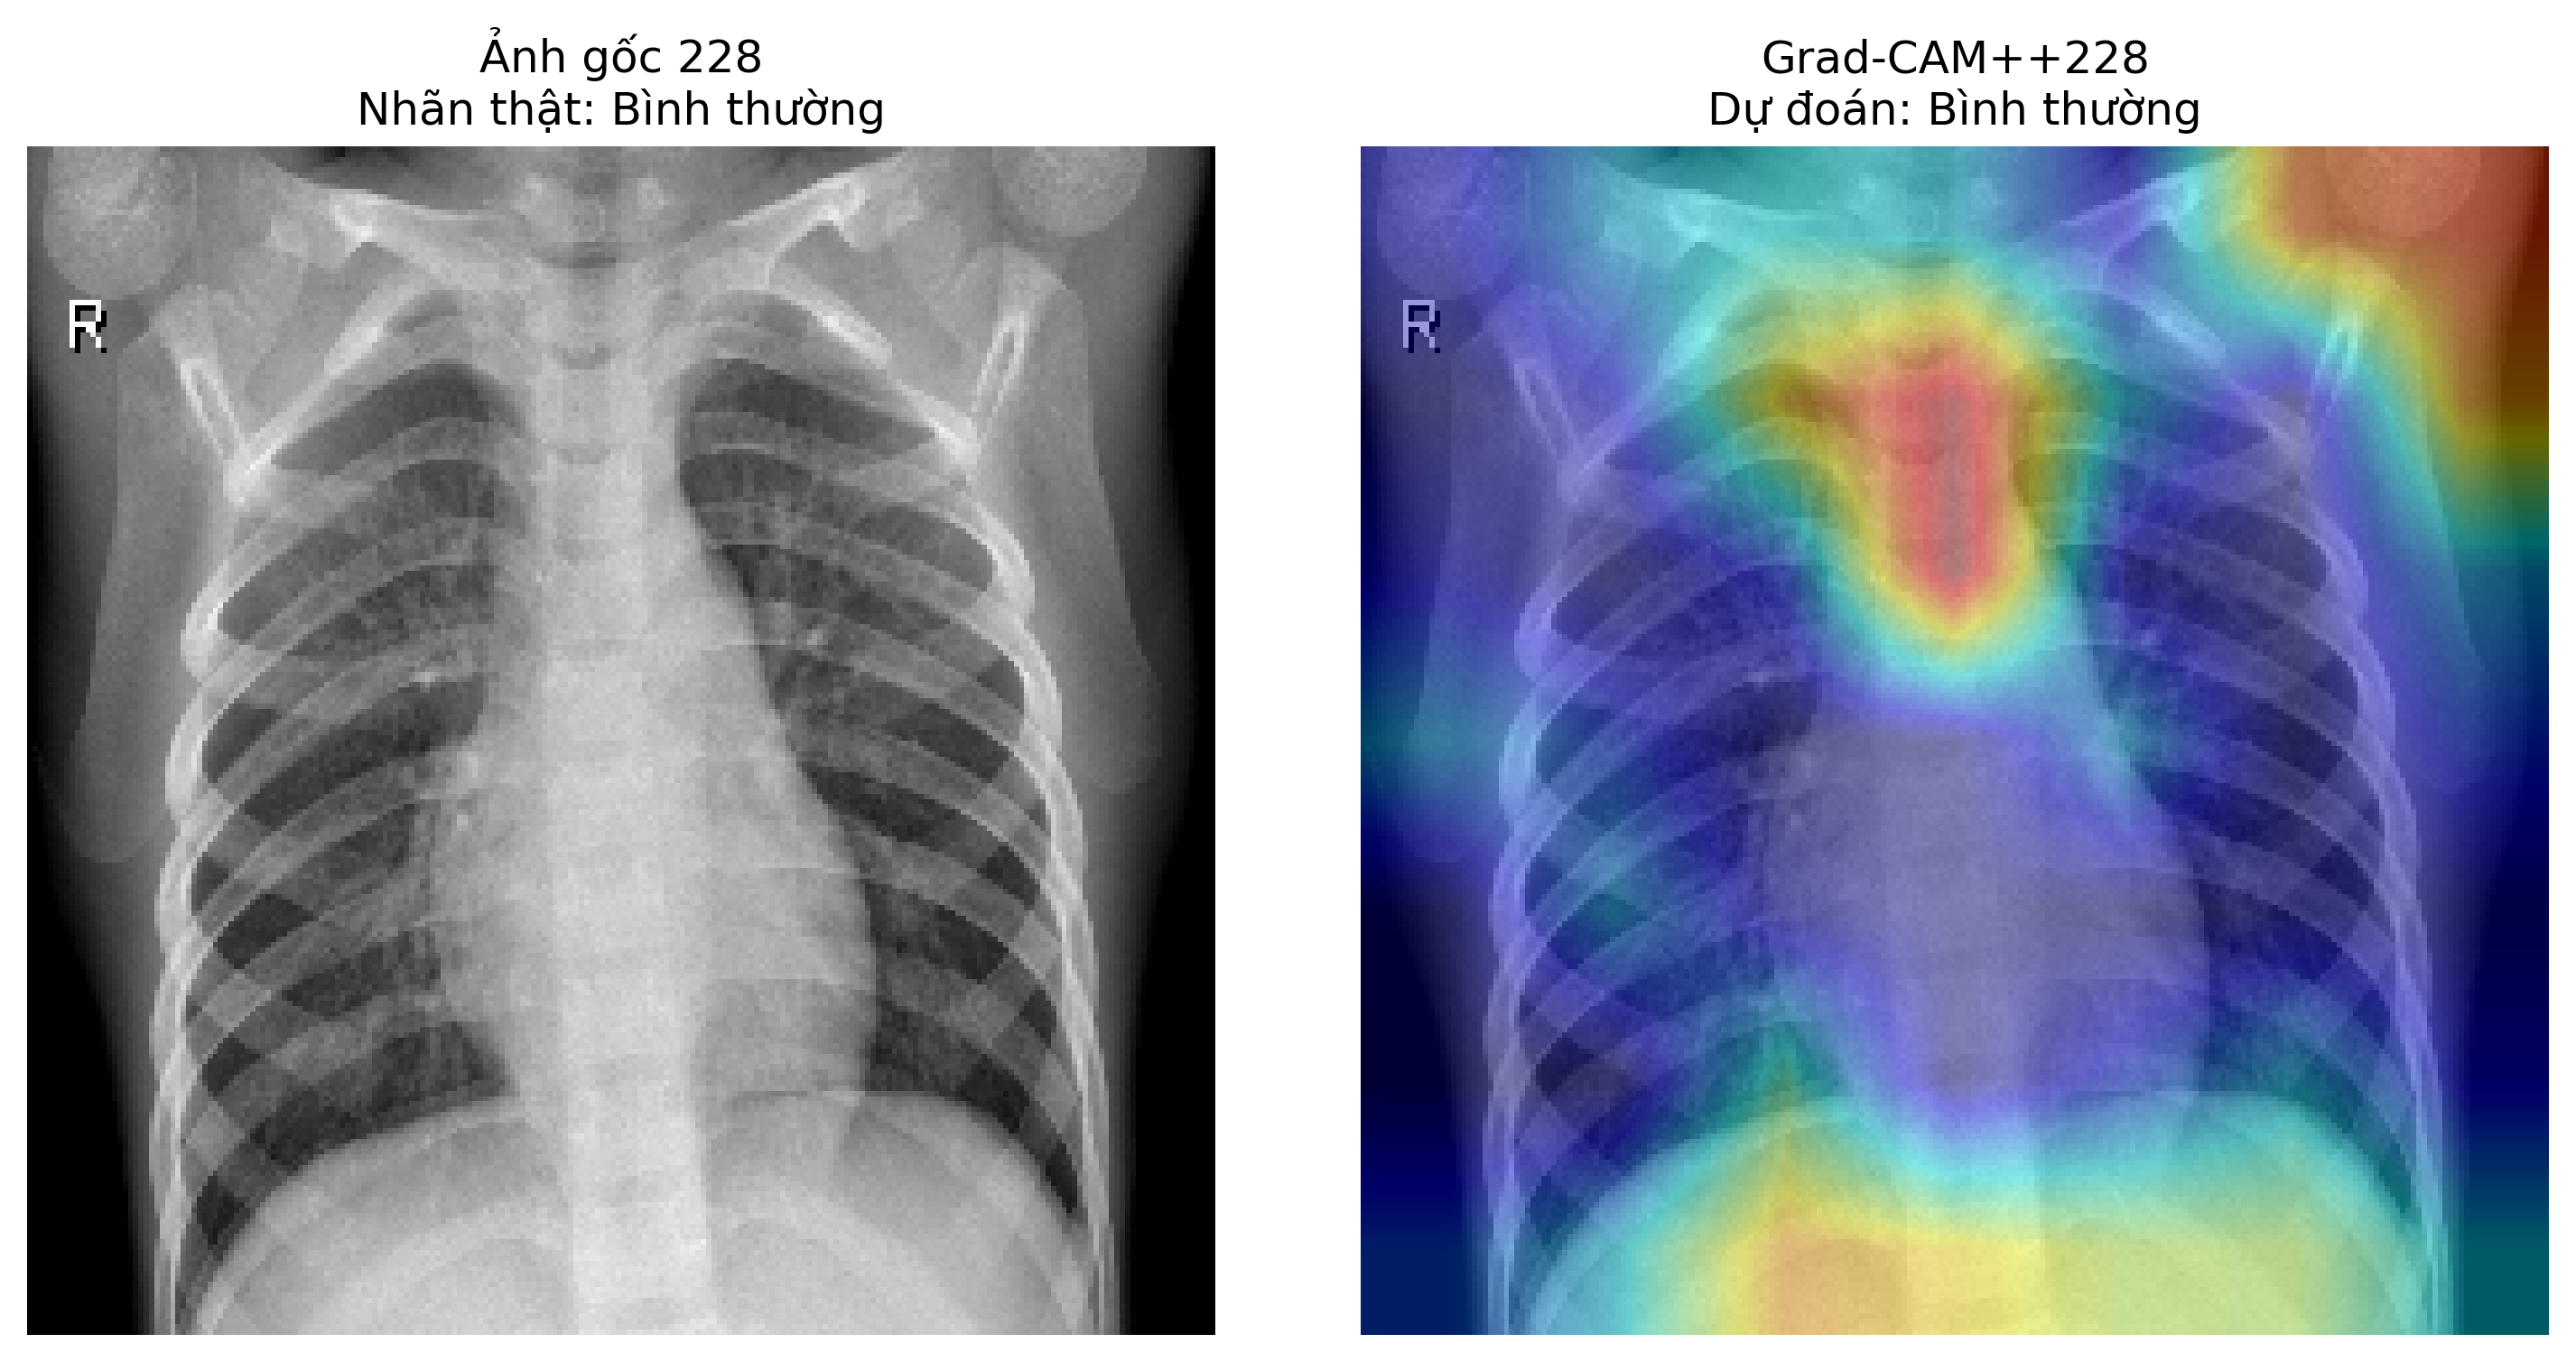 Ảnh gốc 228
Nhãn thật: Bình thường
Grad-CAM++228
Dự đoán: Bình thường
R
R